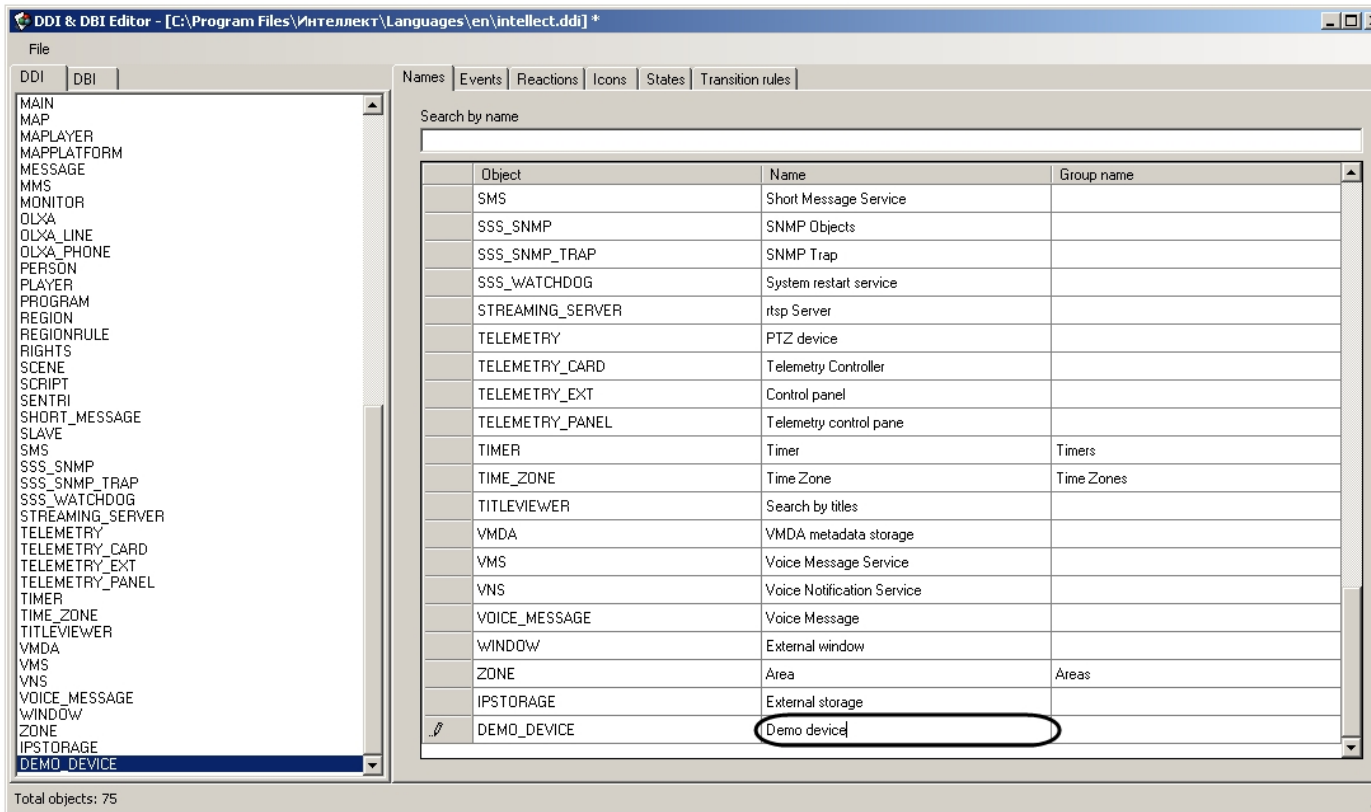 DDI & DBI Editor - [C:\Program Files\Интеллект\Languages\en\intellect.ddi] *
File
DDI DBI
MAIN
MAP
MAPLAYER
MAPPLATFORM
MESSAGE
MMS
MONITOR
OLXA
OLXA_LINE
OLXA_PHONE
PERSON
PLAYER
PROGRAM
REGION
REGIONRULE
RIGHTS
SCENE
SCRIPT
SENTRI
SHORT_MESSAGE
SLAVE
SMS
SSS_SNMP
SSS_SNMP_TRAP
SSS_WATCHDOG
STREAMING_SERVER
TELEMETRY
TELEMETRY_CARD
TELEMETRY_EXT
TELEMETRY_PANEL
TIMER
TIME_ZONE
TITLEVIEWER
VMDA
VMS
VNS
VOICE_MESSAGE
WINDOW
ZONE
IPSTORAGE
DEMO_DEVICE
Names Events Reactions Icons States Transition rules
Search by name
Object Name Group name
SMS Short Message Service
SSS_SNMP SNMP Objects
SSS_SNMP_TRAP SNMP Trap
SSS_WATCHDOG System restart service
STREAMING_SERVER rtsp Server
TELEMETRY PTZ device
TELEMETRY_CARD Telemetry Controller
TELEMETRY_EXT Control panel
TELEMETRY_PANEL Telemetry control pane
TIMER Timer Timers
TIME_ZONE Time Zone Time Zones
TITLEVIEWER Search by titles
VMDA VMDA metadata storage
VMS Voice Message Service
VNS Voice Notification Service
VOICE_MESSAGE Voice Message
WINDOW External window
ZONE Area Areas
IPSTORAGE External storage
DEMO_DEVICE Demo device
Total objects: 75